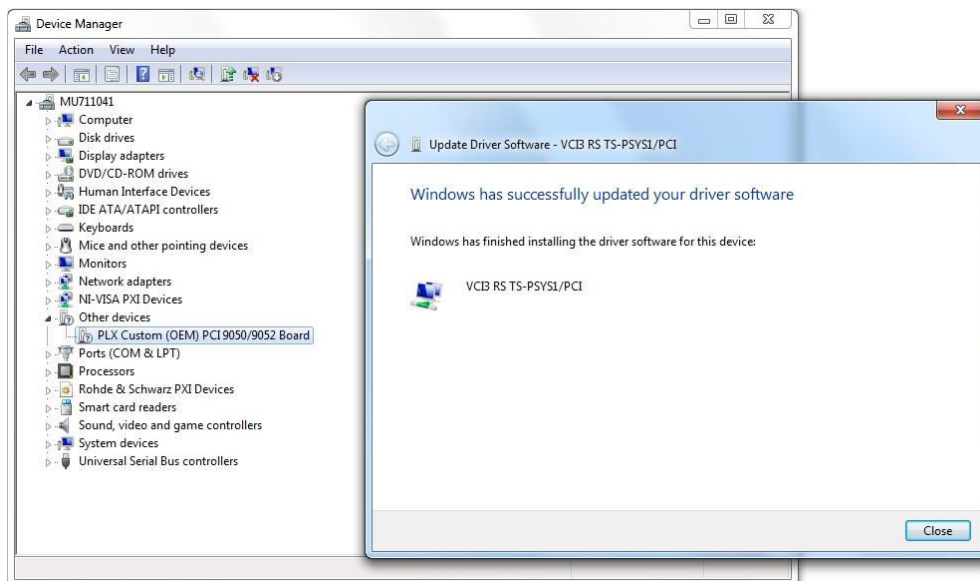 Device Manager
File Action View Help
MU711041
Computer
Disk drives
Display adapters
DVD/CD-ROM drives
Human Interface Devices
IDE ATA/ATAPI controllers
Keyboards
Mice and other pointing devices
Monitors
Network adapters
NI-VISA PXI Devices
Other devices
PLX Custom (OEM) PCI 9050/9052 Board
Ports (COM & LPT)
Processors
Rohde & Schwarz PXI Devices
Smart card readers
Sound, video and game controllers
System devices
Universal Serial Bus controllers
Update Driver Software - VCI3 RS TS-PSYS1/PCI
Windows has successfully updated your driver software
Windows has finished installing the driver software for this device:
VCI3 RS TS-PSYS1/PCI
Close